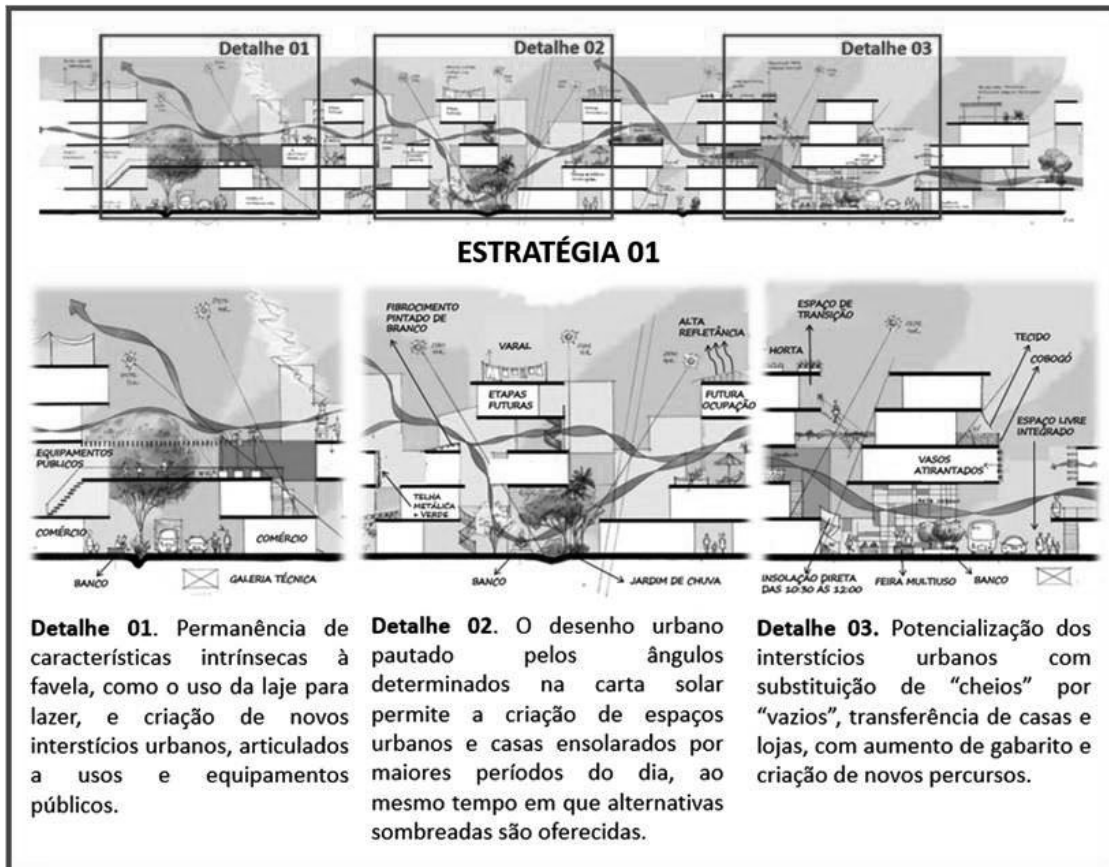 Detalhe 01
Detalhe 02
Detalhe 03
ESTRATÉGIA 01
EQUIPAMENTOS
PÚBLICOS
COMÉRCIO
COMÉRCIO
BANCO
GALERIA TÉCNICA
FIBROCIMENTO
PINTADO DE
BRANCO
VARAL
ALTA
REFLETÂNCIA
ETAPAS
FUTURAS
FUTURA
OCUPAÇÃO
TELHA
METÁLICA
+ VERDE
BANCO
JARDIM DE CHUVA
ESPAÇO DE
TRANSIÇÃO
HORTA
TECIDO
COBOGÓ
ESPAÇO LIVRE
INTEGRADO
VASOS
ATIRANTADOS
INSOLAÇÃO DIRETA
DAS 10:30 ÀS 12:00
FEIRA MULTIUSO
BANCO
Detalhe 01. Permanência de
características intrínsecas à
favela, como o uso da laje para
lazer, e criação de novos
interstícios urbanos, articulados
a usos e equipamentos
públicos.
Detalhe 02. O desenho urbano
pautado pelos ângulos
determinados na carta solar
permite a criação de espaços
urbanos e casas ensolarados por
maiores períodos do dia, ao
mesmo tempo em que alternativas
sombreadas são oferecidas.
Detalhe 03. Potencialização dos
interstícios urbanos com
substituição de “cheios” por
“vazios”, transferência de casas e
lojas, com aumento de gabarito e
criação de novos percursos.